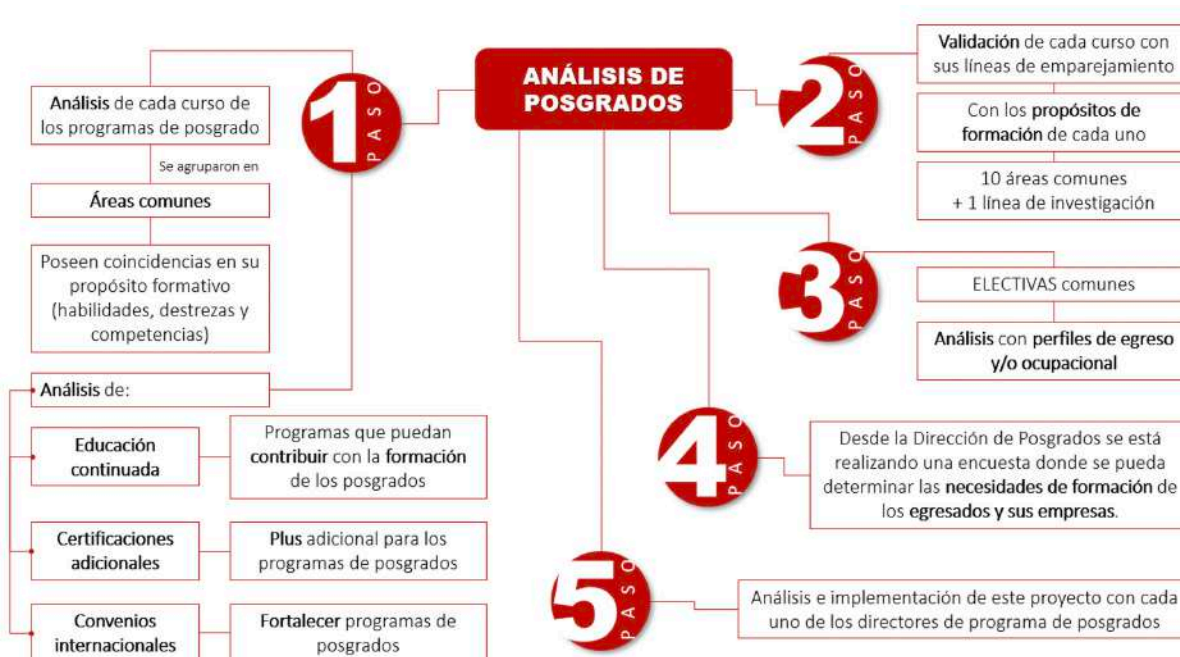 ANÁLISIS DE
POSGRADOS
1
PASO
Análisis de cada curso de
los programas de posgrado
Se agruparon en
Áreas comunes
Poseen coincidencias en su
propósito formativo
(habilidades, destrezas y
competencias)
Análisis de:
Educación
continuada
Programas que puedan
contribuir con la formación
de los posgrados
Certificaciones
adicionales
Plus adicional para los
programas de posgrados
Convenios
internacionales
Fortalecer programas de
posgrados
2
PASO
Validación de cada curso con
sus líneas de emparejamiento
Con los propósitos de
formación de cada uno
10 áreas comunes
+ 1 línea de investigación
3
PASO
ELECTIVAS comunes
Análisis con perfiles de egreso
y/o ocupacional
4
PASO
Desde la Dirección de Posgrados se está
realizando una encuesta donde se pueda
determinar las necesidades de formación de
los egresados y sus empresas.
5
PASO
Análisis e implementación de este proyecto con cada
uno de los directores de programa de posgrados